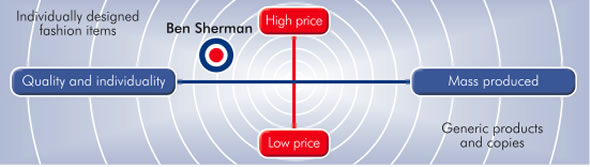 Individually designed
fashion items
Ben Sherman
High price
Quality and individuality
Mass produced
Low price
Generic products
and copies